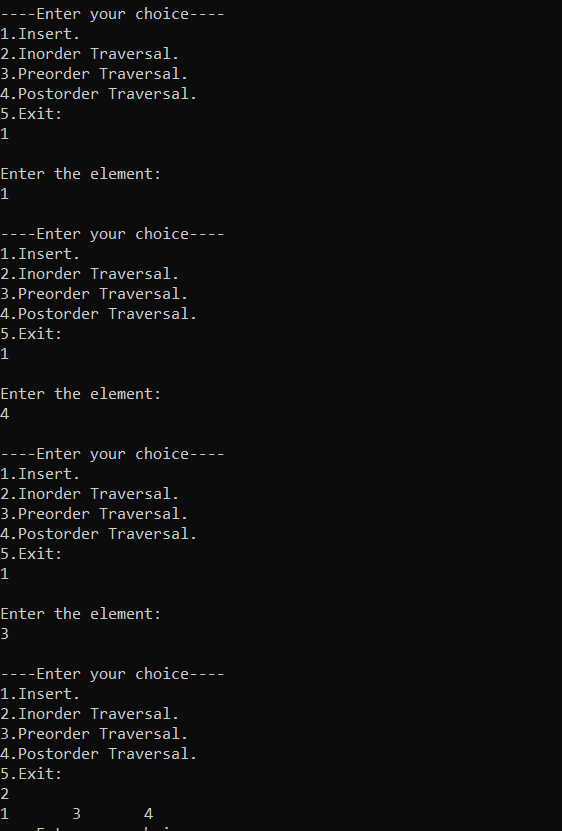 ----Enter your choice----
1.Insert.
2.Inorder Traversal.
3.Preorder Traversal.
4.Postorder Traversal.
5.Exit:
1
Enter the element:
1
----Enter your choice----
1.Insert.
2.Inorder Traversal.
3.Preorder Traversal.
4.Postorder Traversal.
5.Exit:
1
Enter the element:
4
----Enter your choice----
1.Insert.
2.Inorder Traversal.
3.Preorder Traversal.
4.Postorder Traversal.
5.Exit:
1
Enter the element:
3
----Enter your choice----
1.Insert.
2.Inorder Traversal.
3.Preorder Traversal.
4.Postorder Traversal.
5.Exit:
2
1 3 4